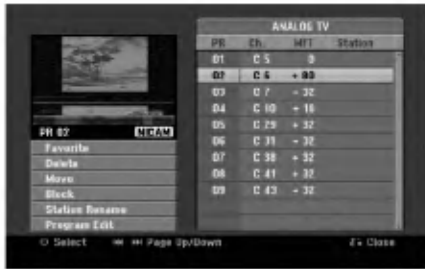 ANALOG TV
PR Ch. MFT Station
01 C 5 0
02 C 6 + 80
03 C 7 - 32
04 C 10 + 16
05 C 29 + 32
06 C 31 - 32
07 C 38 + 32
08 C 41 + 32
09 C 43 - 32
PR 02 NICAM
Favorite
Delete
Move
Block
Station Rename
Program Edit
Select Page Up/Down Close